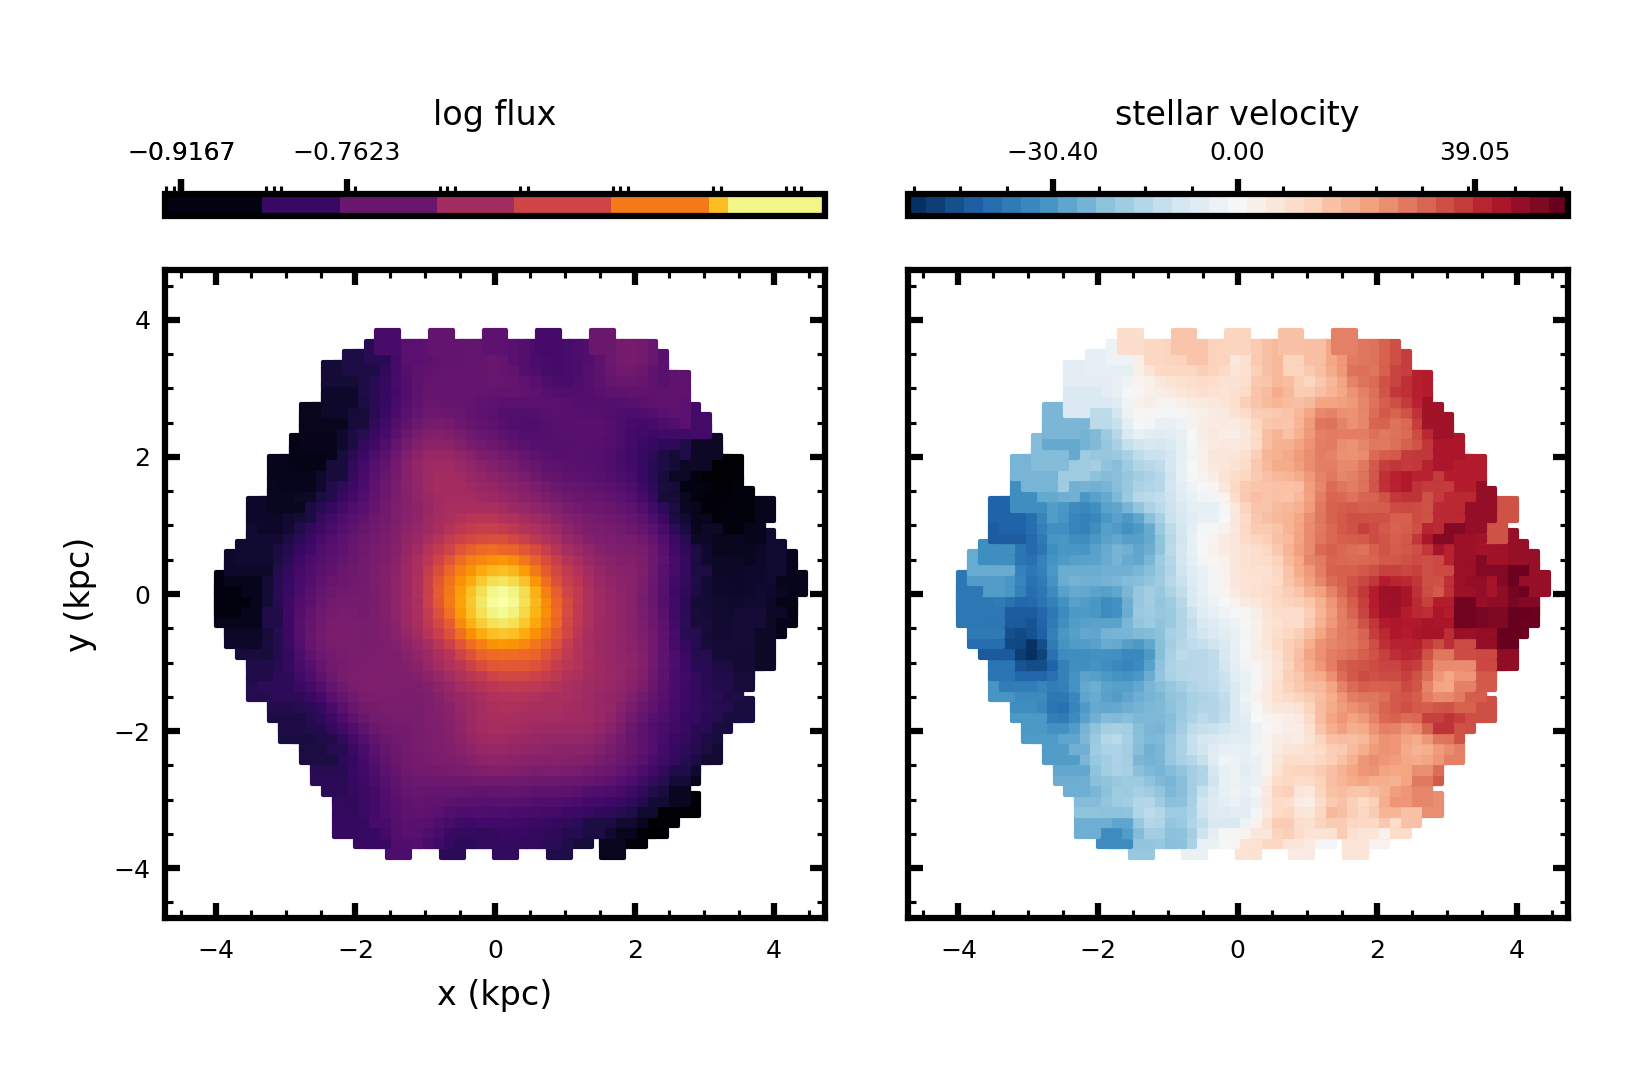 log flux
stellar velocity
−0.9167 −0.7623
−30.40 0.00 39.05
4
2
0
−2
−4
y (kpc)
−4 −2 0 2 4
−4 −2 0 2 4
x (kpc)